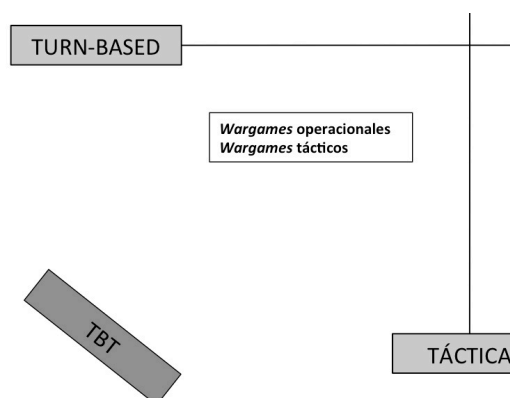 TURN-BASED
Wargames operacionales
Wargames tácticos
TBT
TÁCTICA